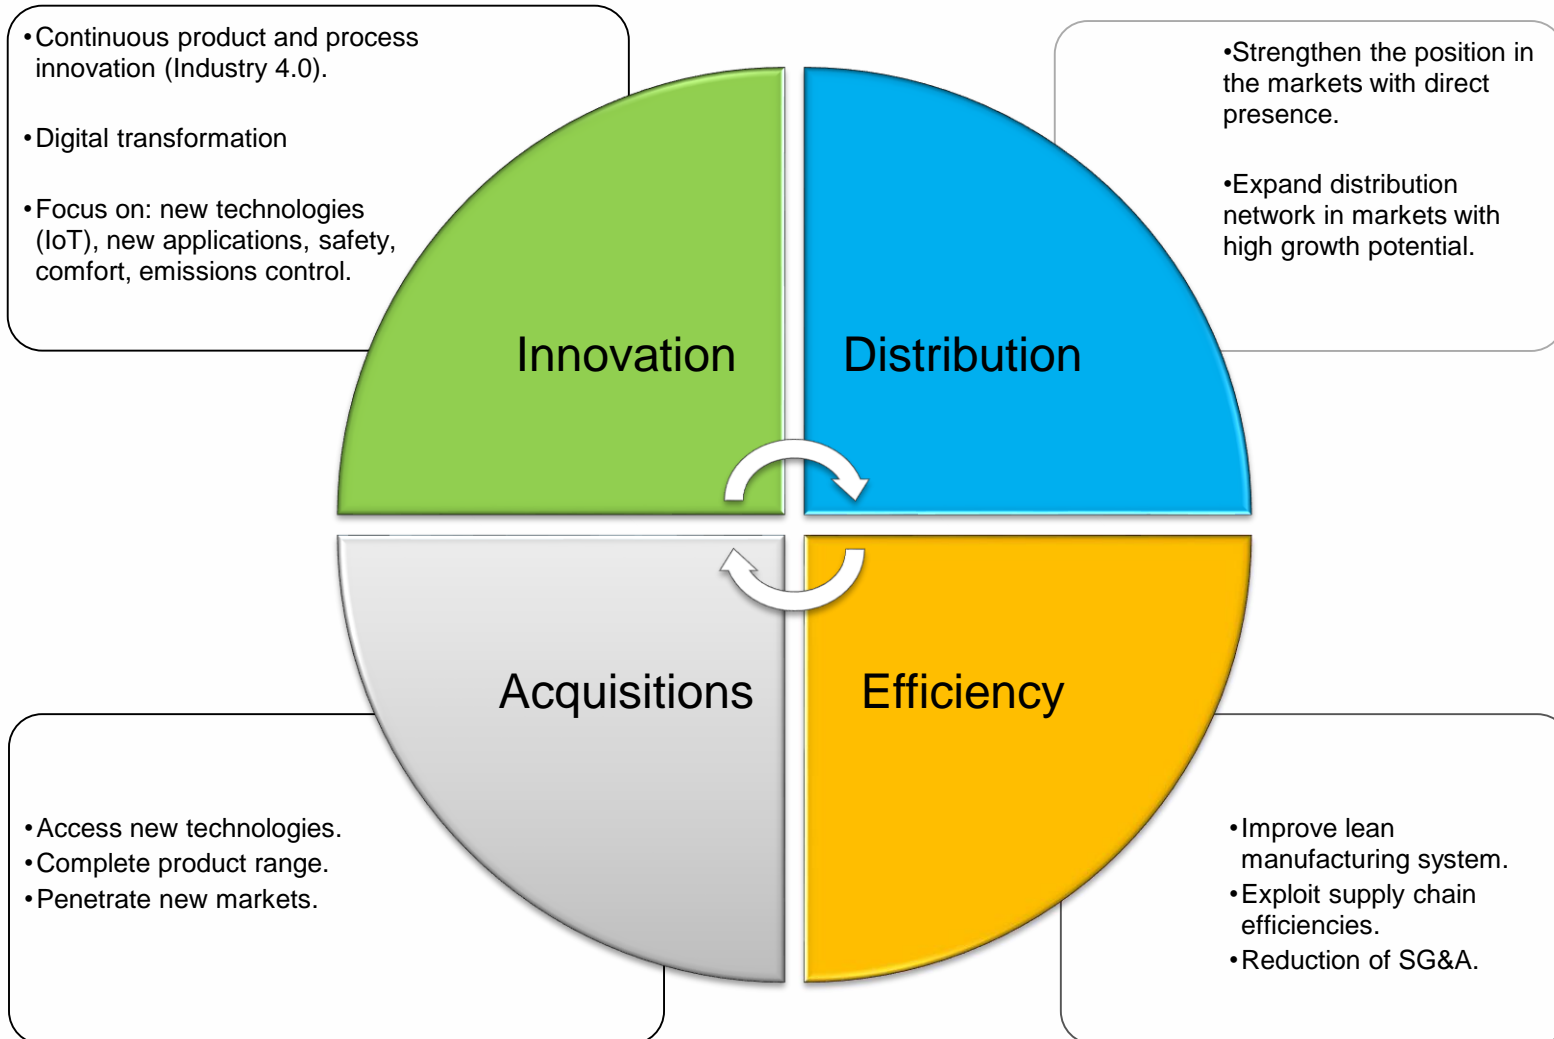 •Continuous product and process
innovation (Industry 4.0).
•Digital transformation
•Focus on: new technologies
(IoT), new applications, safety,
comfort, emissions control.
•Strengthen the position in
the markets with direct
presence.
•Expand distribution
network in markets with
high growth potential.
Innovation
Distribution
Acquisitions
Efficiency
•Access new technologies.
•Complete product range.
•Penetrate new markets.
•Improve lean
manufacturing system.
•Exploit supply chain
efficiencies.
•Reduction of SG&A.